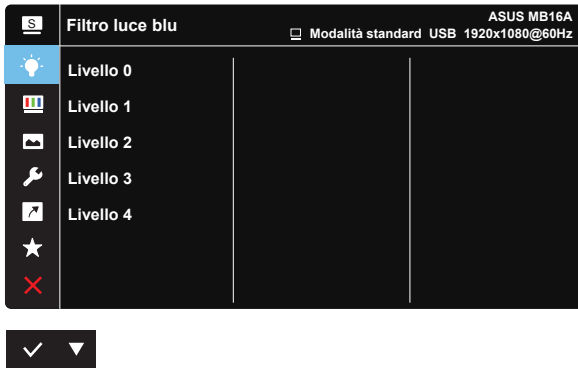 S
Filtro luce blu
ASUS MB16A
Modalità standard USB 1920x1080@60Hz
Livello 0
Livello 1
Livello 2
Livello 3
Livello 4